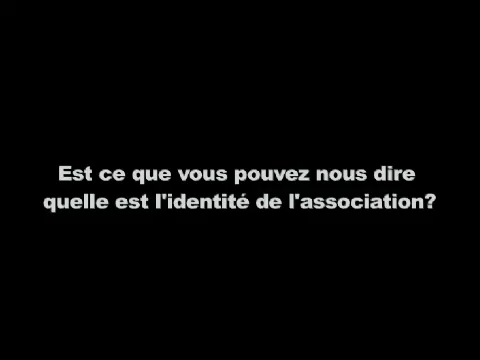 Est ce que vous pouvez nous dire
quelle est l'identité de l'association?